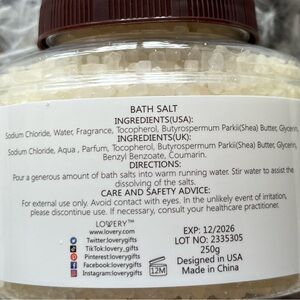 BATH SALT
INGREDIENTS(USA):
Sodium Chloride, Water, Fragrance, Tocopherol, Butyrospermum Parkii(Shea) Butter, Glycerin,
INGREDIENTS(UK):
Sodium Chloride, Aqua , Parfum, Tocopherol, Butyrospermum Parkii(Shea) Butter, Glycerin,
Benzyl Benzoate, Coumarin.
DIRECTIONS:
Pour a generous amount of bath salts into warm running water. Stir water to assist the
dissolving of the salts.
CARE AND SAFETY ADVICE:
For external use only. Avoid contact with eyes. In the unlikely event of irritation,
please discontinue use. If necessary, consult your healthcare practitioner.
LOVERY™
www.lovery.com
Twitter:loverygifts
TikTok:loverygifts
Pinterest:loverygifts
Facebook:loverygifts
Instagram:loverygifts
12M
EXP: 12/2026
LOT NO: 2335305
250g
Designed in USA
Made in China